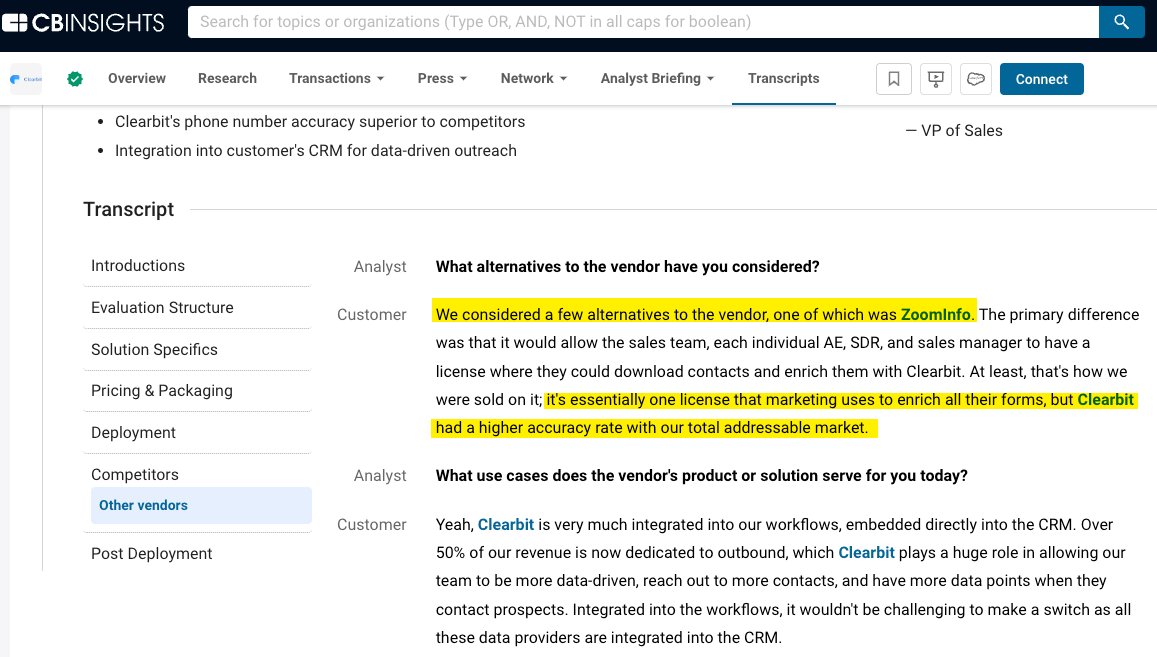 CBINSIGHTS
Search for topics or organizations (Type OR, AND, NOT in all caps for boolean)
Clearbit
Overview
Research
Transactions
Press
Network
Analyst Briefing
Transcripts
Connect
• Clearbit's phone number accuracy superior to competitors
• Integration into customer's CRM for data-driven outreach
— VP of Sales
Transcript
Introductions
Evaluation Structure
Solution Specifics
Pricing & Packaging
Deployment
Competitors
Other vendors
Post Deployment
Analyst
What alternatives to the vendor have you considered?
Customer
We considered a few alternatives to the vendor, one of which was ZoomInfo. The primary difference
was that it would allow the sales team, each individual AE, SDR, and sales manager to have a
license where they could download contacts and enrich them with Clearbit. At least, that's how we
were sold on it; it's essentially one license that marketing uses to enrich all their forms, but Clearbit
had a higher accuracy rate with our total addressable market.
Analyst
What use cases does the vendor's product or solution serve for you today?
Customer
Yeah, Clearbit is very much integrated into our workflows, embedded directly into the CRM. Over
50% of our revenue is now dedicated to outbound, which Clearbit plays a huge role in allowing our
team to be more data-driven, reach out to more contacts, and have more data points when they
contact prospects. Integrated into the workflows, it wouldn't be challenging to make a switch as all
these data providers are integrated into the CRM.